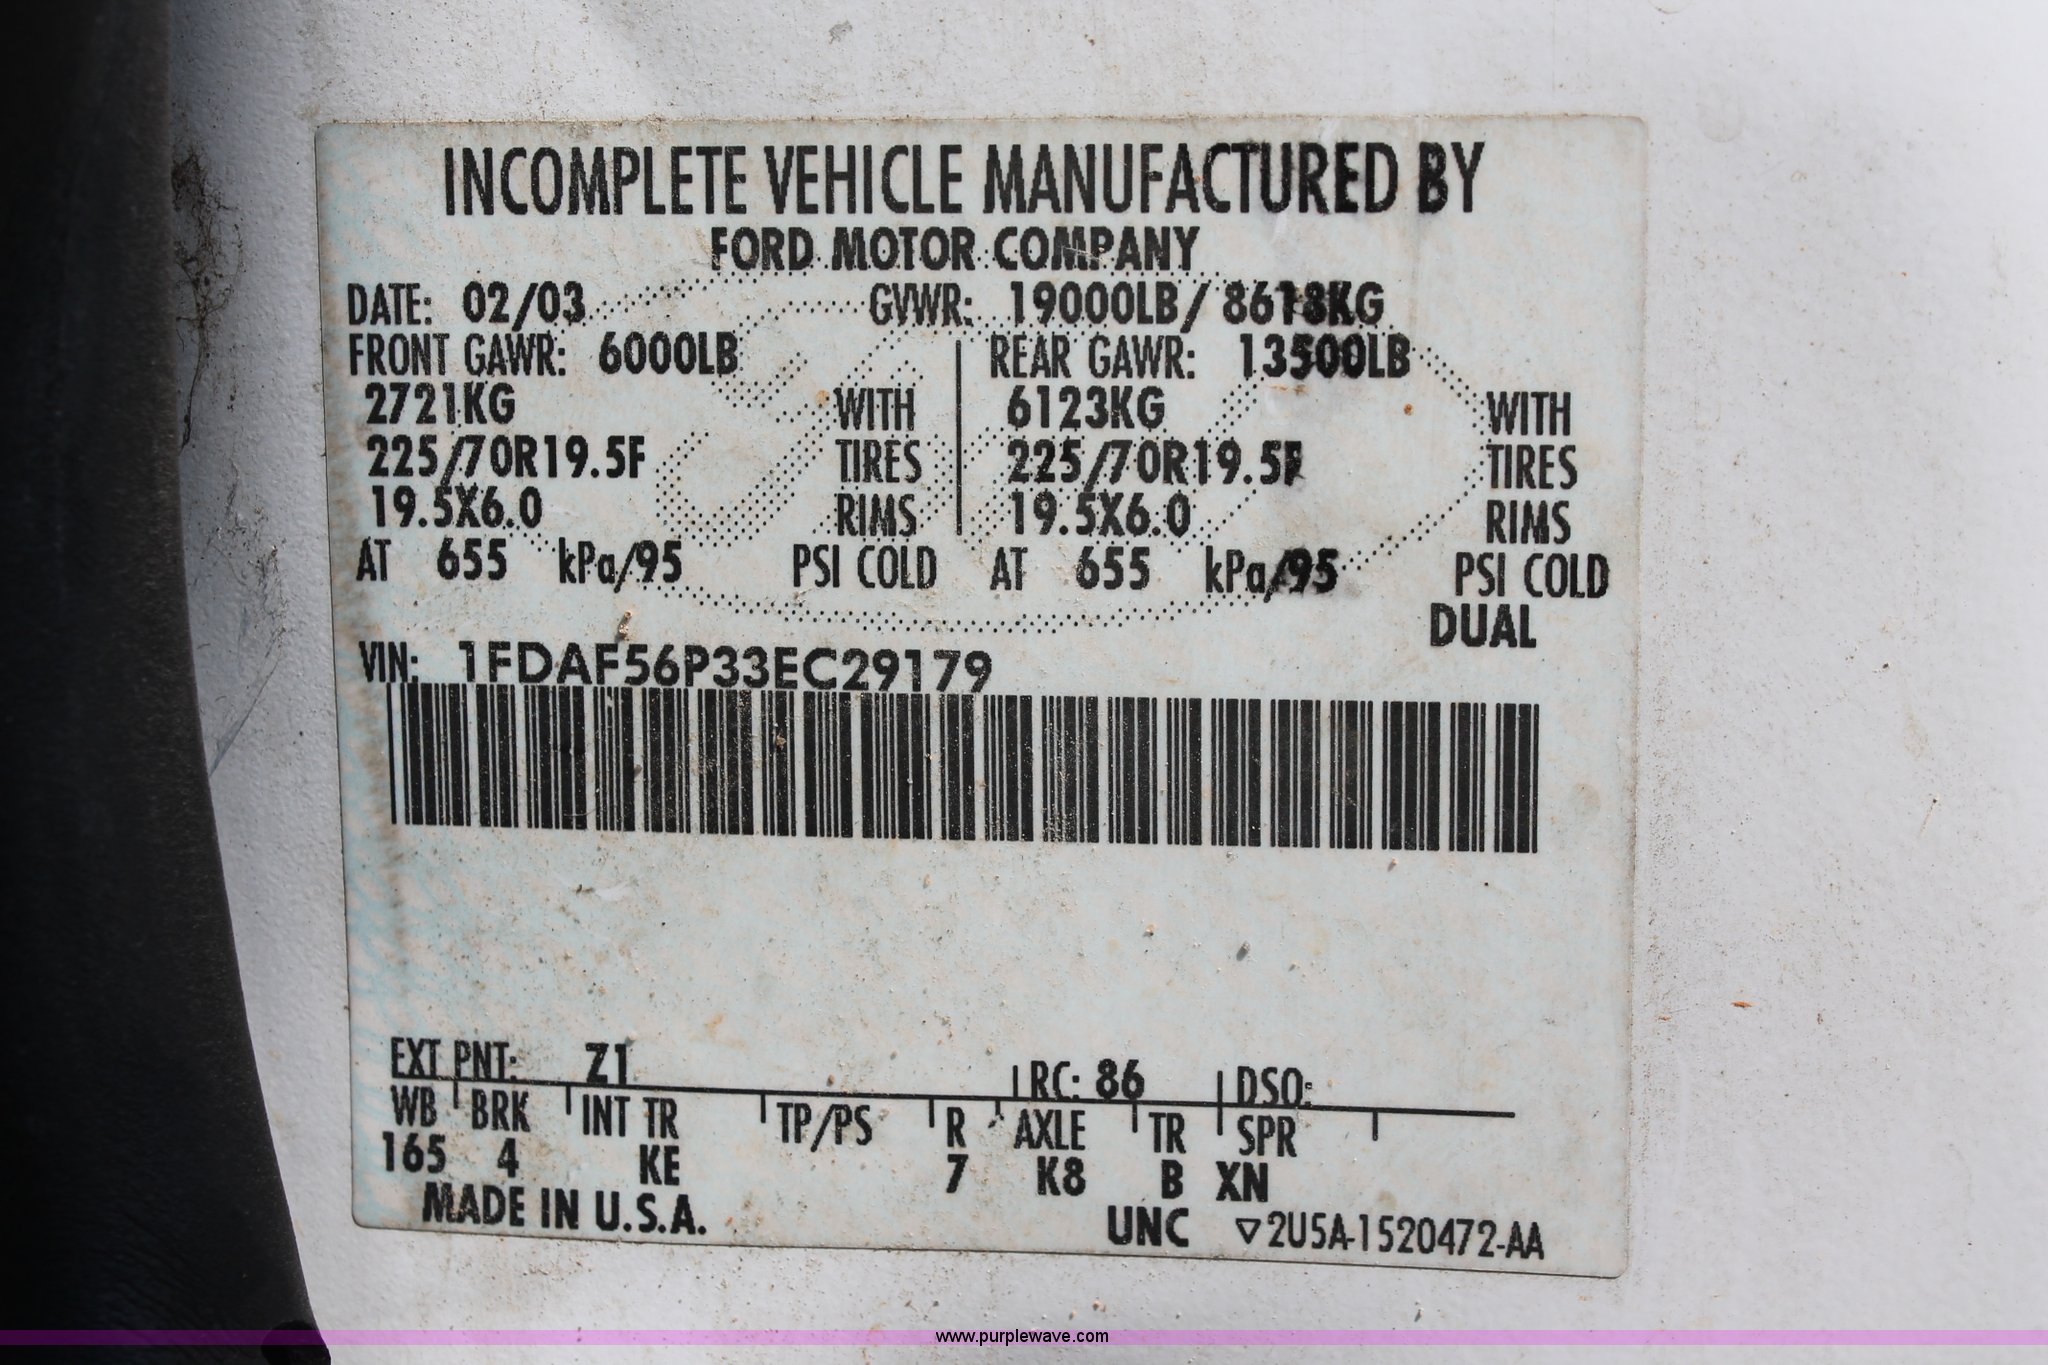 INCOMPLETE VEHICLE MANUFACTURED BY
FORD MOTOR COMPANY
DATE: 02/03 GVWR: 19000LB/ 8618KG
FRONT GAWR: 6000LB REAR GAWR: 13500LB
2721KG WITH 6123KG WITH
225/70R19.5F TIRES 225/70R19.5F TIRES
19.5X6.0 RIMS 19.5X6.0 RIMS
AT 655 kPa/95 PSI COLD AT 655 kPa/95 PSI COLD
DUAL
VIN: 1FDAF56P33EC29179
EXT PNT: Z1 RC: 86 DSO:
WB BRK INT TR TP/PS R AXLE TR SPR
165 4 KE 7 K8 B XN
MADE IN U.S.A. UNC ▽2U5A-1520472-AA
www.purplewave.com